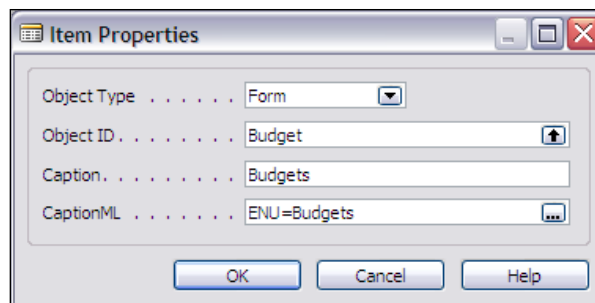 Item Properties
Object Type . . . . . . Form
Object ID . . . . . . . . Budget
Caption . . . . . . . . . Budgets
CaptionML . . . . . . . ENU=Budgets
OK Cancel Help